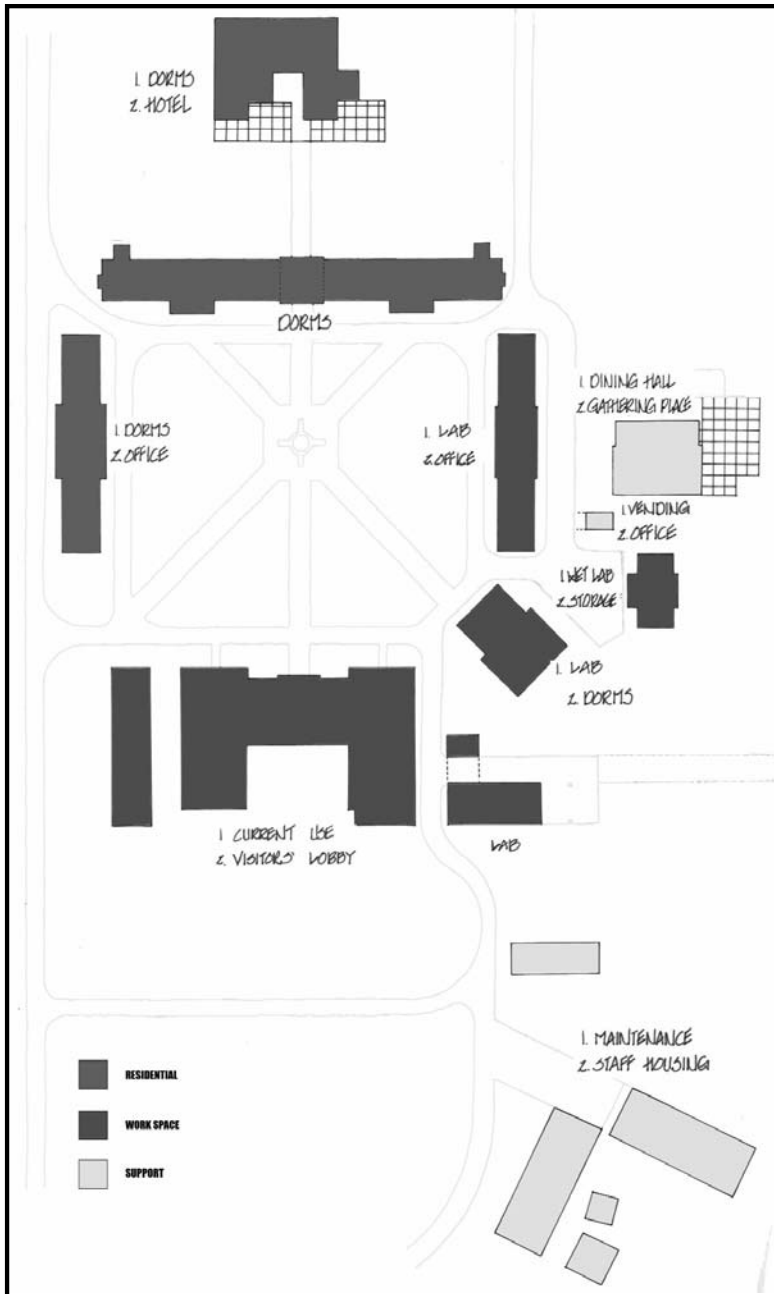 1. DORMS
2. HOTEL
DORMS
1. DORMS
2. OFFICE
1. LAB
2. OFFICE
1. DINING HALL
2. GATHERING PLACE
1. VENDING
2. OFFICE
1. WET LAB
2. STORAGE
1. LAB
2. DORMS
1 CURRENT USE
2. VISITORS' LOBBY
LAB
1. MAINTENANCE
2. STAFF HOUSING
RESIDENTIAL
WORK SPACE
SUPPORT